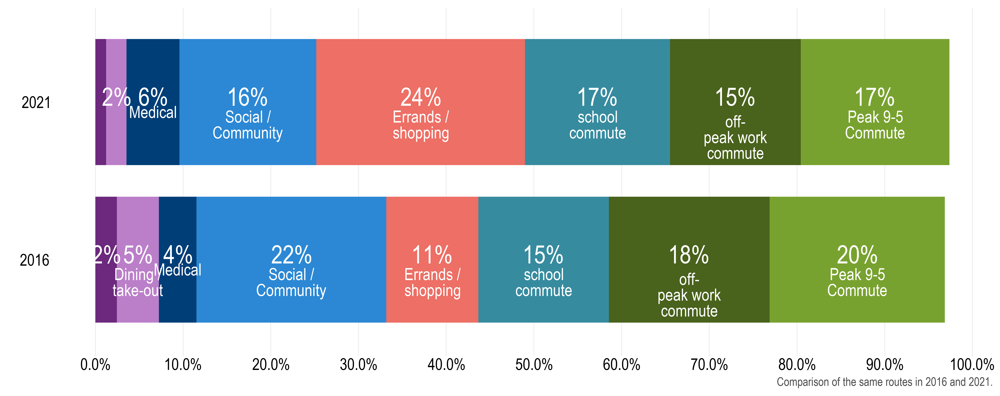 2021
2% 6% 16% 24% 17% 15% 17%
Medical
Social /
Community
Errands /
shopping
school
commute
off-
peak work
commute
Peak 9-5
Commute
2016
2% 5% 4% 22% 11% 15% 18% 20%
Dining /
take-out
Medical
Social /
Community
Errands /
shopping
school
commute
off-
peak work
commute
Peak 9-5
Commute
0.0% 10.0% 20.0% 30.0% 40.0% 50.0% 60.0% 70.0% 80.0% 90.0% 100.0%
Comparison of the same routes in 2016 and 2021.